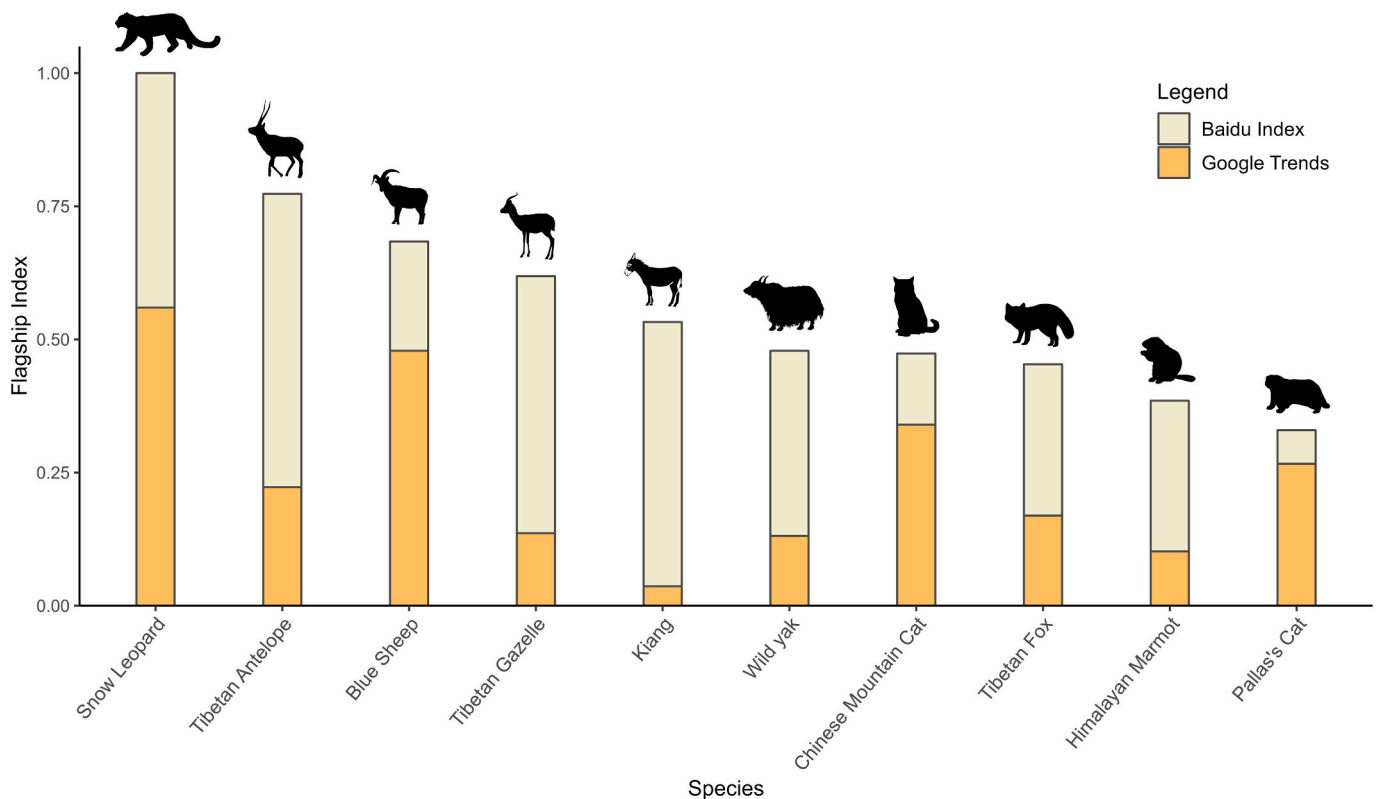 1.00
0.75
0.50
0.25
0.00
Flagship Index
Legend
Baidu Index
Google Trends
Snow Leopard
Tibetan Antelope
Blue Sheep
Tibetan Gazelle
Kiang
Wild yak
Chinese Mountain Cat
Tibetan Fox
Himalayan Marmot
Pallas's Cat
Species